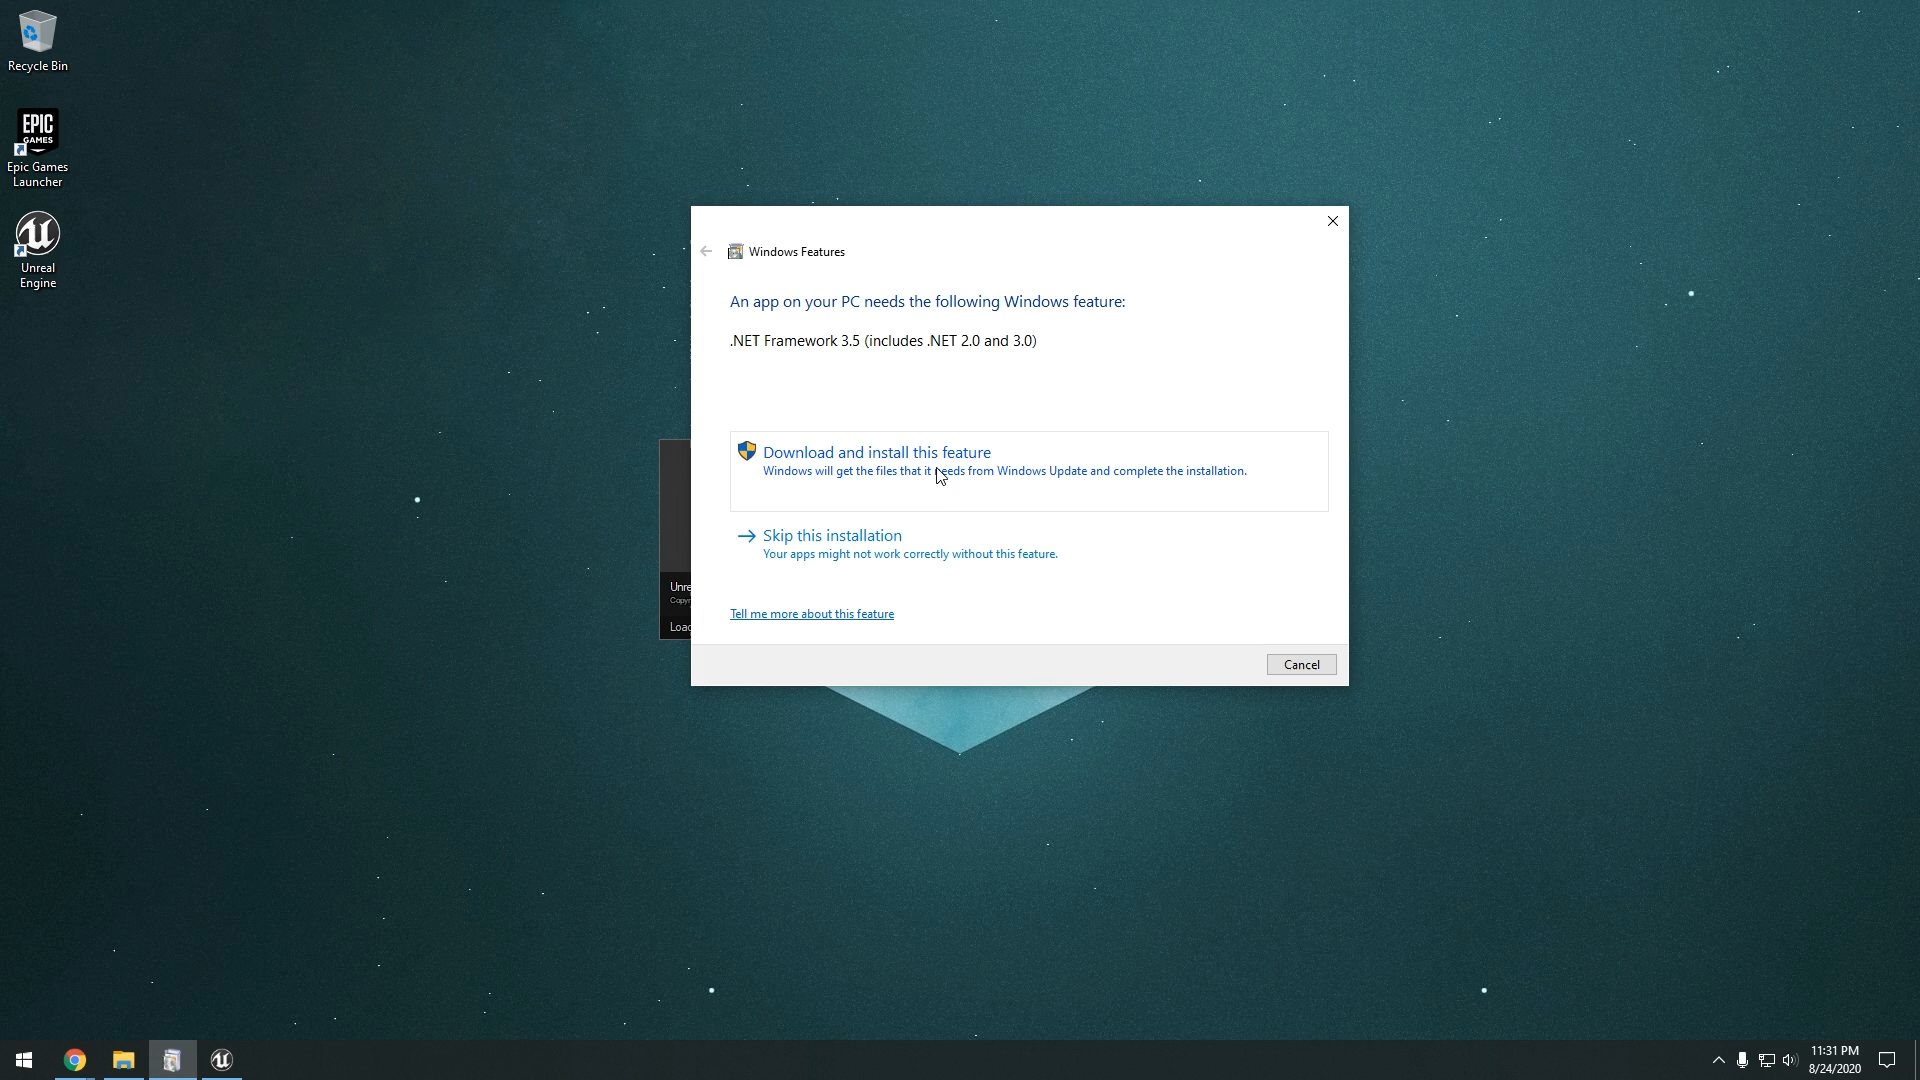 Recycle Bin
EPIC
GAMES
Epic Games
Launcher
Unreal
Engine
Windows Features
An app on your PC needs the following Windows feature:
.NET Framework 3.5 (includes .NET 2.0 and 3.0)
Download and install this feature
Windows will get the files that it needs from Windows Update and complete the installation.
Skip this installation
Your apps might not work correctly without this feature.
Tell me more about this feature
Cancel
Unre
Copyr
Load
11:31 PM
8/24/2020